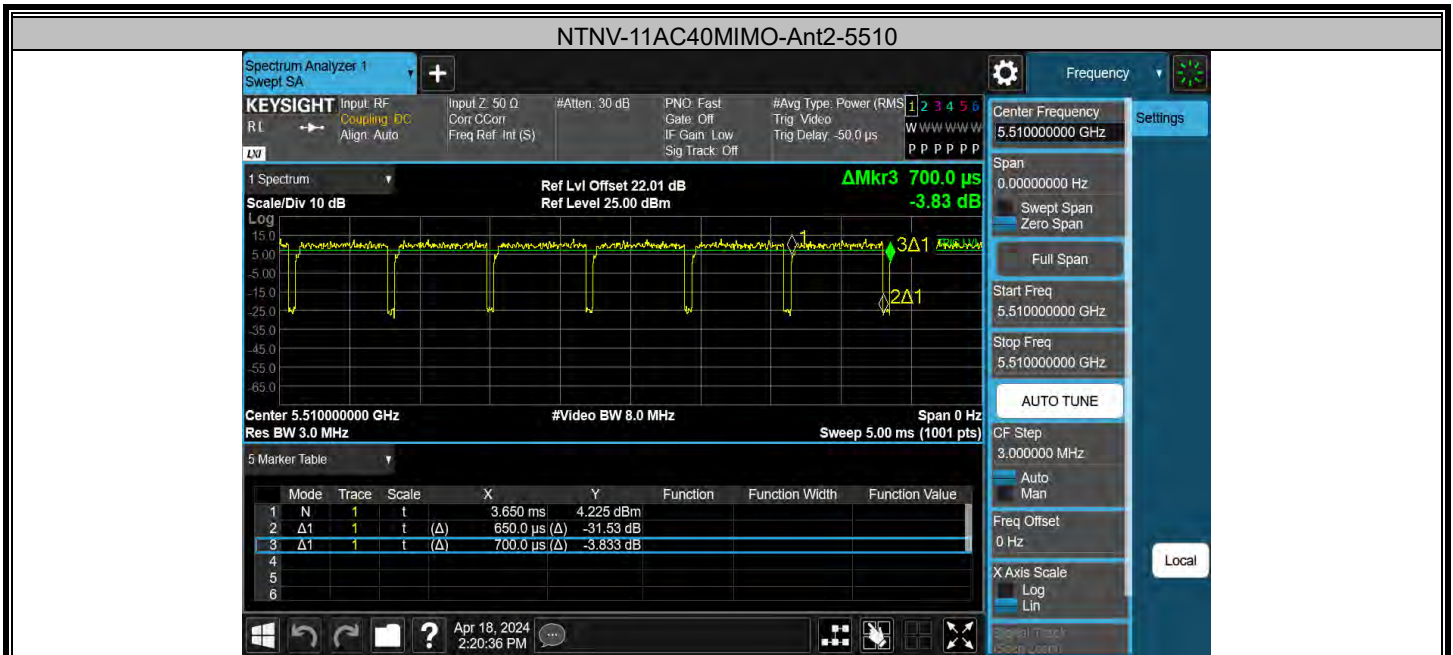 NTNV-11AC40MIMO-Ant2-5510
Spectrum Analyzer 1
Swept SA
+
Frequency
KEYSIGHT
RL
LXI
Input: RF
Coupling: DC
Align: Auto
Input Z: 50 Ω
Corr CCorr
Freq Ref: Int (S)
#Atten: 30 dB
PNO: Fast
Gate: Off
IF Gain: Low
Sig Track: Off
#Avg Type: Power (RMS
Trig: Video
Trig Delay: -50.0 µs
1 2 3 4 5 6
W W W W W W
P P P P P P
1 Spectrum
Scale/Div 10 dB
Ref Lvl Offset 22.01 dB
Ref Level 25.00 dBm
ΔMkr3 700.0 µs
-3.83 dB
Log
15.0
5.00
-5.00
-15.0
-25.0
-35.0
-45.0
-55.0
-65.0
1
3Δ1
2Δ1
Center 5.510000000 GHz
Res BW 3.0 MHz
#Video BW 8.0 MHz
Span 0 Hz
Sweep 5.00 ms (1001 pts)
5 Marker Table
Mode Trace Scale X Y Function Function Width Function Value
1 N 1 t 3.650 ms 4.225 dBm
2 Δ1 1 t (Δ) 650.0 µs (Δ) -31.53 dB
3 Δ1 1 t (Δ) 700.0 µs (Δ) -3.833 dB
4
5
6
Center Frequency
5.510000000 GHz
Settings
Span
0.00000000 Hz
Swept Span
Zero Span
Full Span
Start Freq
5.510000000 GHz
Stop Freq
5.510000000 GHz
AUTO TUNE
CF Step
3.000000 MHz
Auto
Man
Freq Offset
0 Hz
X Axis Scale
Log
Lin
Signal Track
(Span Zoom)
Local
?
Apr 18, 2024
2:20:36 PM